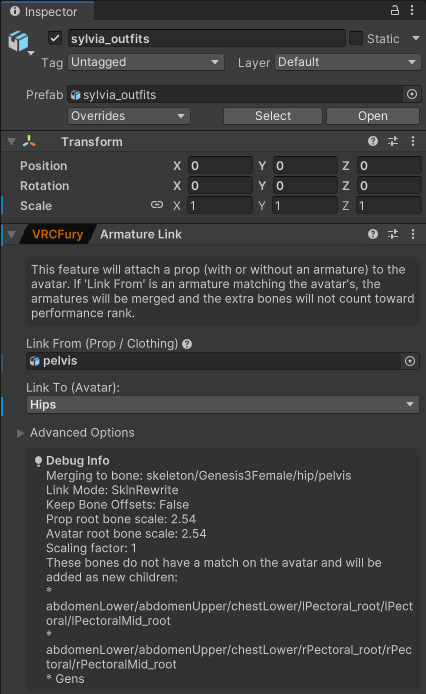 Inspector
sylvia_outfits
Static
Tag Untagged Layer Default
Prefab sylvia_outfits
Overrides Select Open
Transform
Position X 0 Y 0 Z 0
Rotation X 0 Y 0 Z 0
Scale X 1 Y 1 Z 1
VRCFury Armature Link
This feature will attach a prop (with or without an armature) to the
avatar. If 'Link From' is an armature matching the avatar's, the
armatures will be merged and the extra bones will not count toward
performance rank.
Link From (Prop / Clothing)
pelvis
Link To (Avatar):
Hips
Advanced Options
Debug Info
Merging to bone: skeleton/Genesis3Female/hip/pelvis
Link Mode: SkinRewrite
Keep Bone Offsets: False
Prop root bone scale: 2.54
Avatar root bone scale: 2.54
Scaling factor: 1
These bones do not have a match on the avatar and will be
added as new children:
*
abdomenLower/abdomenUpper/chestLower/lPectoral_root/lPect
oral/lPectoralMid_root
*
abdomenLower/abdomenUpper/chestLower/rPectoral_root/rPec
toral/rPectoralMid_root
* Gens